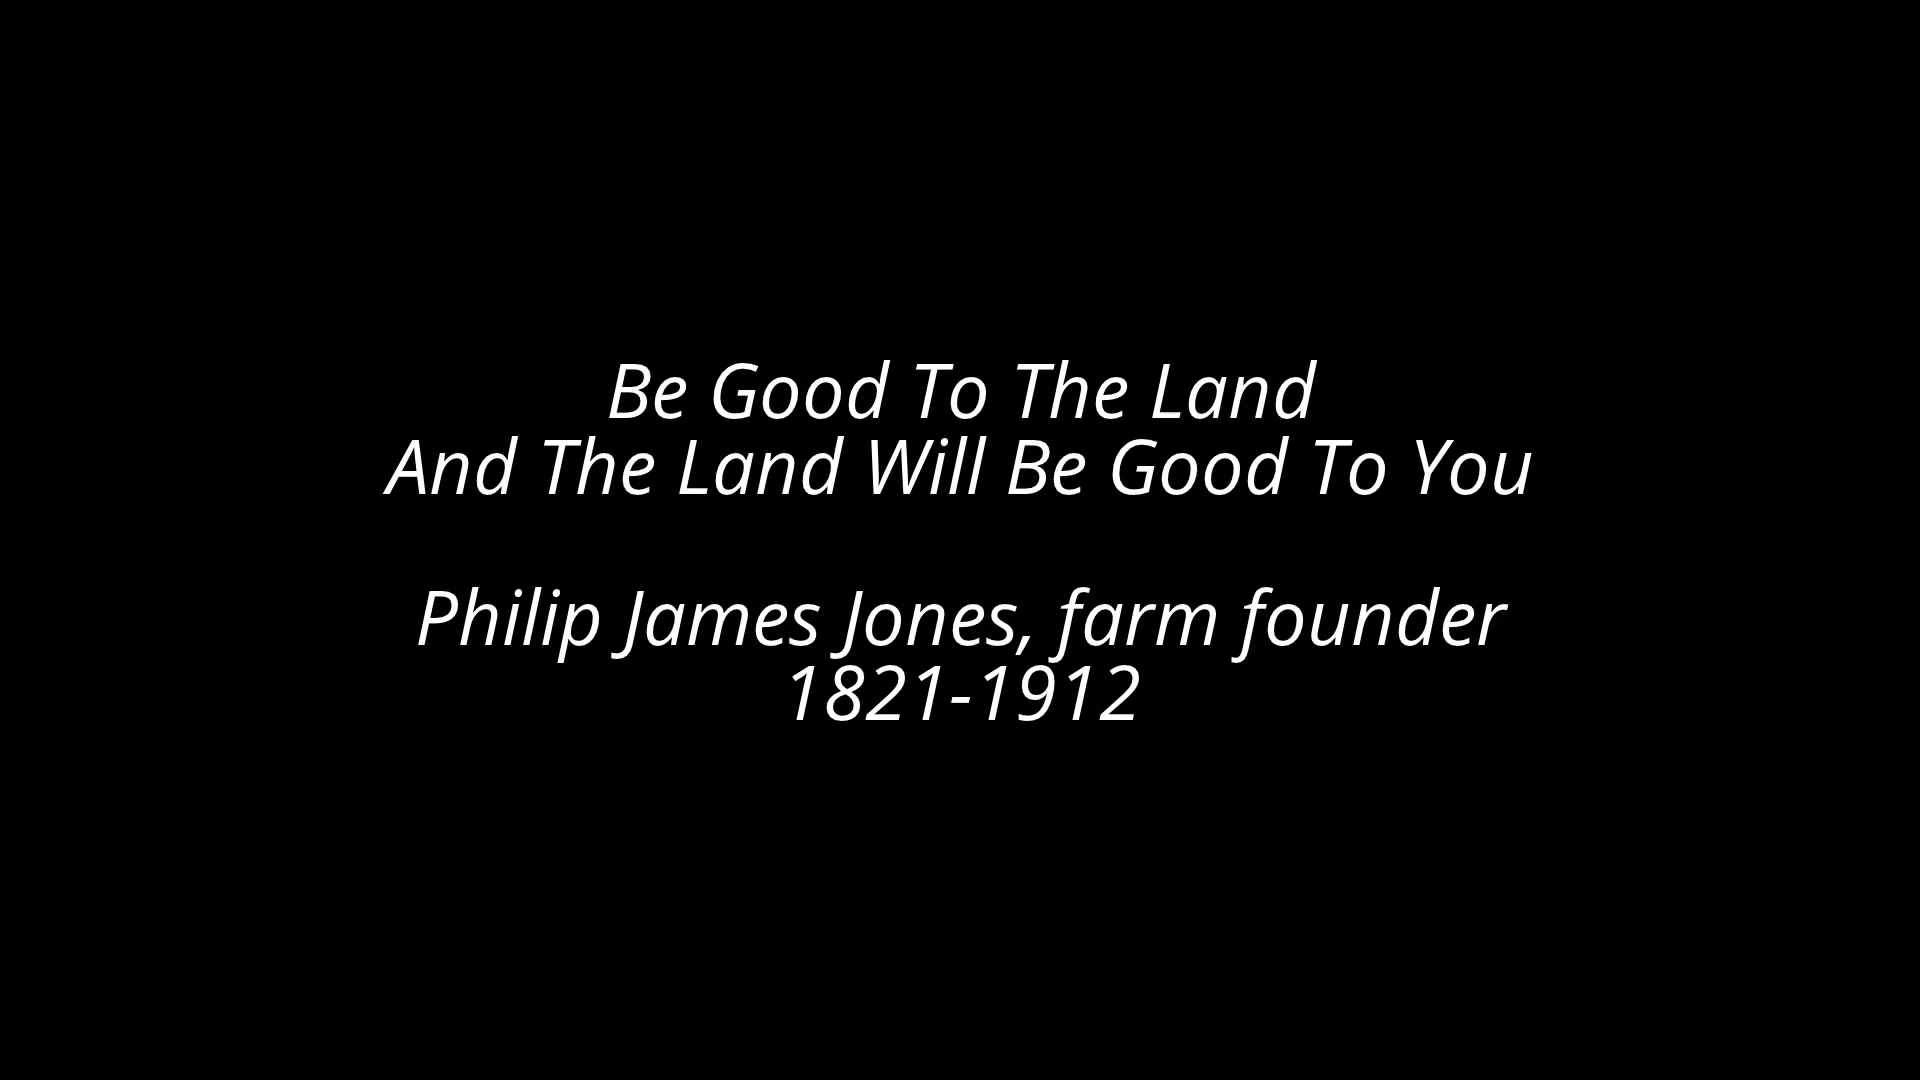 Be Good To The Land
And The Land Will Be Good To You
Philip James Jones, farm founder
1821-1912